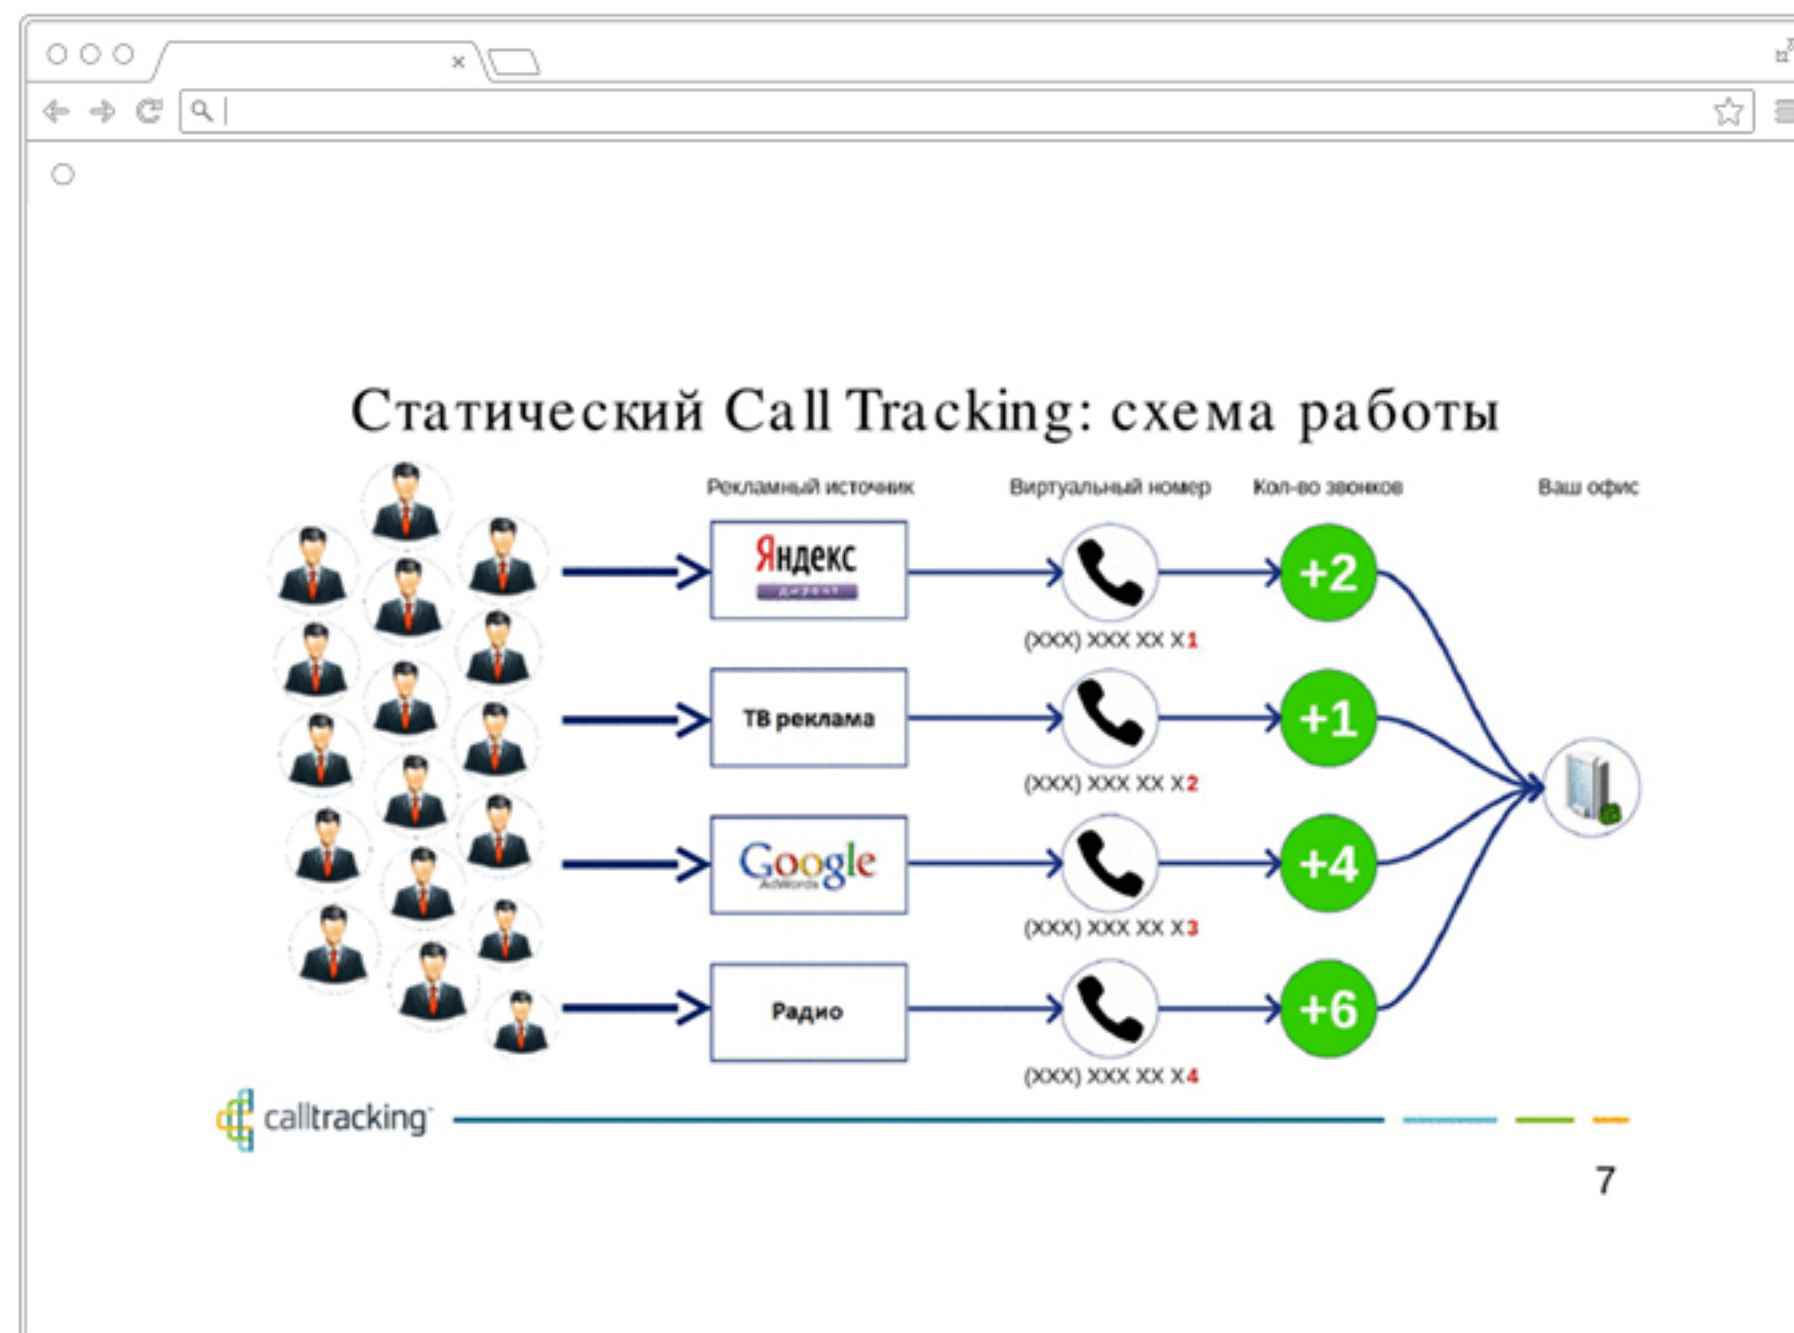 Статический Call Tracking: схема работы
Рекламный источник Виртуальный номер Кол-во звонков Ваш офис
Яндекс
директ
+2
(XXX) XXX XX X1
ТВ реклама
+1
(XXX) XXX XX X2
Google
AdWords
+4
(XXX) XXX XX X3
Радио
+6
(XXX) XXX XX X4
calltracking
7